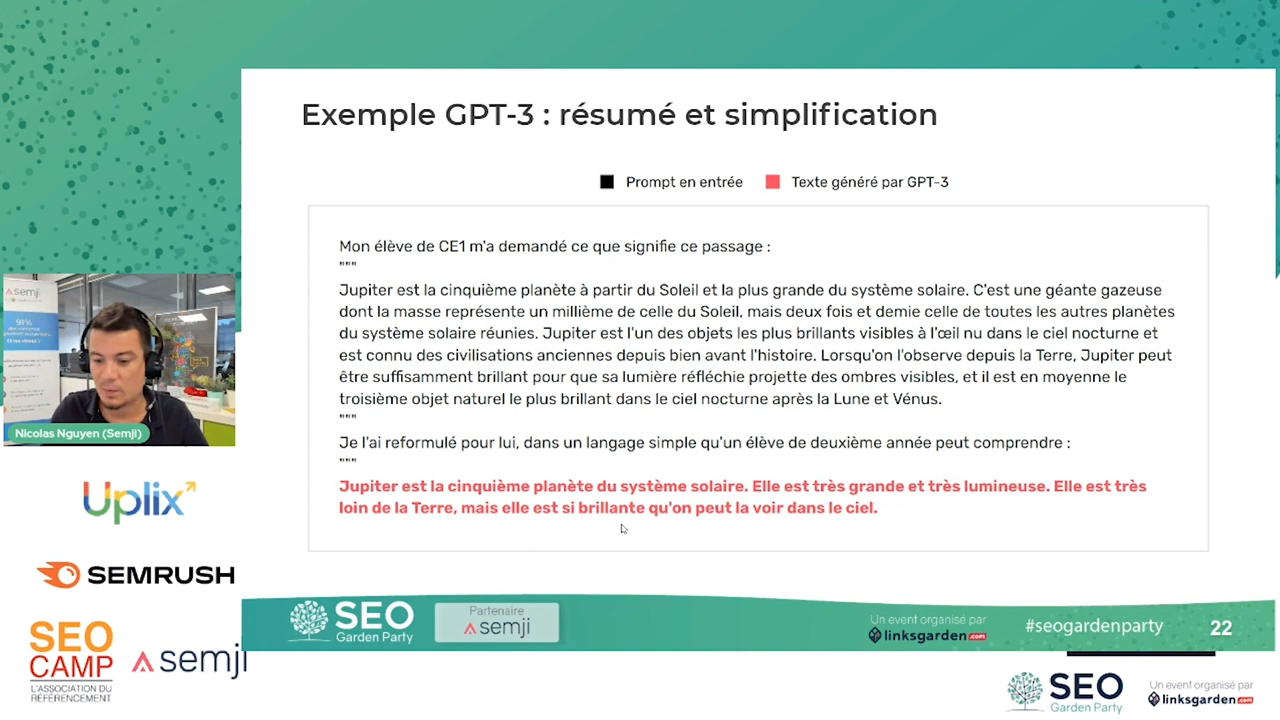 Exemple GPT-3 : résumé et simplification
Prompt en entrée
Texte généré par GPT-3
Mon élève de CE1 m'a demandé ce que signifie ce passage :
"""
Jupiter est la cinquième planète à partir du Soleil et la plus grande du système solaire. C'est une géante gazeuse
dont la masse représente un millième de celle du Soleil, mais deux fois et demie celle de toutes les autres planètes
du système solaire réunies. Jupiter est l'un des objets les plus brillants visibles à l'œil nu dans le ciel nocturne et
est connu des civilisations anciennes depuis bien avant l'histoire. Lorsqu'on l'observe depuis la Terre, Jupiter peut
être suffisamment brillant pour que sa lumière réfléchie projette des ombres visibles, et il est en moyenne le
troisième objet naturel le plus brillant dans le ciel nocturne après la Lune et Vénus.
"""
Je l'ai reformulé pour lui, dans un langage simple qu'un élève de deuxième année peut comprendre :
"""
Jupiter est la cinquième planète du système solaire. Elle est très grande et très lumineuse. Elle est très
loin de la Terre, mais elle est si brillante qu'on peut la voir dans le ciel.
semji
91%
Nicolas Nguyen (Semji)
Uplix
SEMRUSH
SEO
CAMP
L'ASSOCIATION DU
RÉFÉRENCEMENT
semji
SEO
Garden Party
Partenaire
semji
Un event organisé par
linksgarden.com
#seogardenparty
22
SEO
Garden Party
Un event organisé par
linksgarden.com